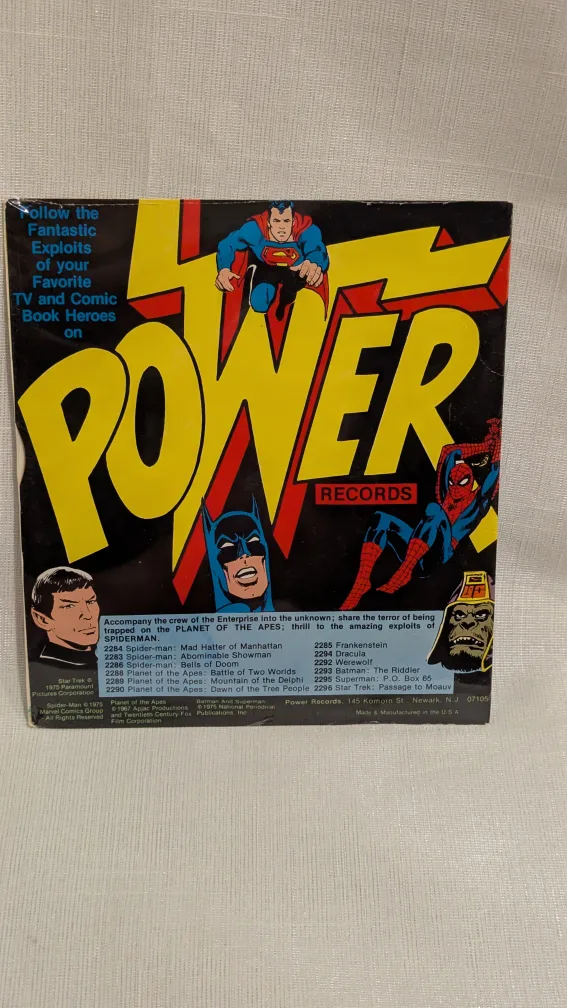 Follow the
Fantastic
Exploits
of your
Favorite
TV and Comic
Book Heroes
on
POWER
RECORDS
Accompany the crew of the Enterprise into the unknown; share the terror of being
trapped on the PLANET OF THE APES; thrill to the amazing exploits of
SPIDERMAN.
2284 Spider-man: Mad Hatter of Manhattan
2283 Spider-man: Abominable Showman
2286 Spider-man: Bells of Doom
2288 Planet of the Apes: Battle of Two Worlds
2289 Planet of the Apes: Mountain of the Delphi
2290 Planet of the Apes: Dawn of the Tree People
2285 Frankenstein
2294 Dracula
2292 Werewolf
2293 Batman: The Riddler
2295 Superman: P.O. Box 65
2296 Star Trek: Passage to Moauv
Star Trek ©
1975 Paramount
Pictures Corporation
Spider-Man © 1975
Marvel Comics Group
All Rights Reserved
Planet of the Apes
© 1967 Apjac Productions
and Twentieth Century Fox
Film Corporation
Batman And Superman
© 1975 National Periodical
Publications, Inc.
Power Records, 145 Komorn St., Newark, N.J. 07105
Made & Manufactured in the U.S.A.